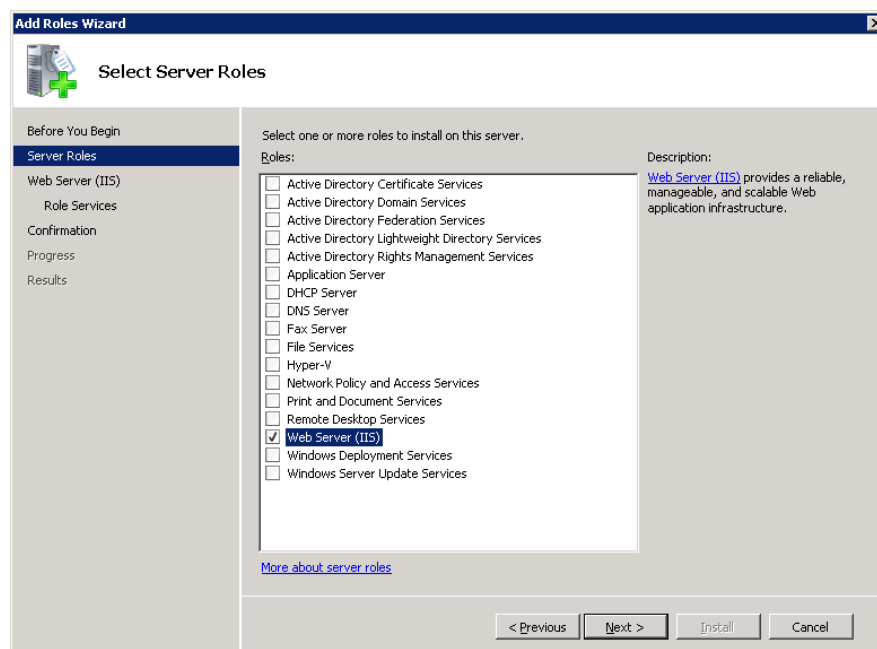 Add Roles Wizard
Select Server Roles
Before You Begin
Server Roles
Web Server (IIS)
Role Services
Confirmation
Progress
Results
Select one or more roles to install on this server.
Roles:
Active Directory Certificate Services
Active Directory Domain Services
Active Directory Federation Services
Active Directory Lightweight Directory Services
Active Directory Rights Management Services
Application Server
DHCP Server
DNS Server
Fax Server
File Services
Hyper-V
Network Policy and Access Services
Print and Document Services
Remote Desktop Services
Web Server (IIS)
Windows Deployment Services
Windows Server Update Services
More about server roles
Description:
Web Server (IIS) provides a reliable,
manageable, and scalable Web
application infrastructure.
< Previous
Next >
Install
Cancel